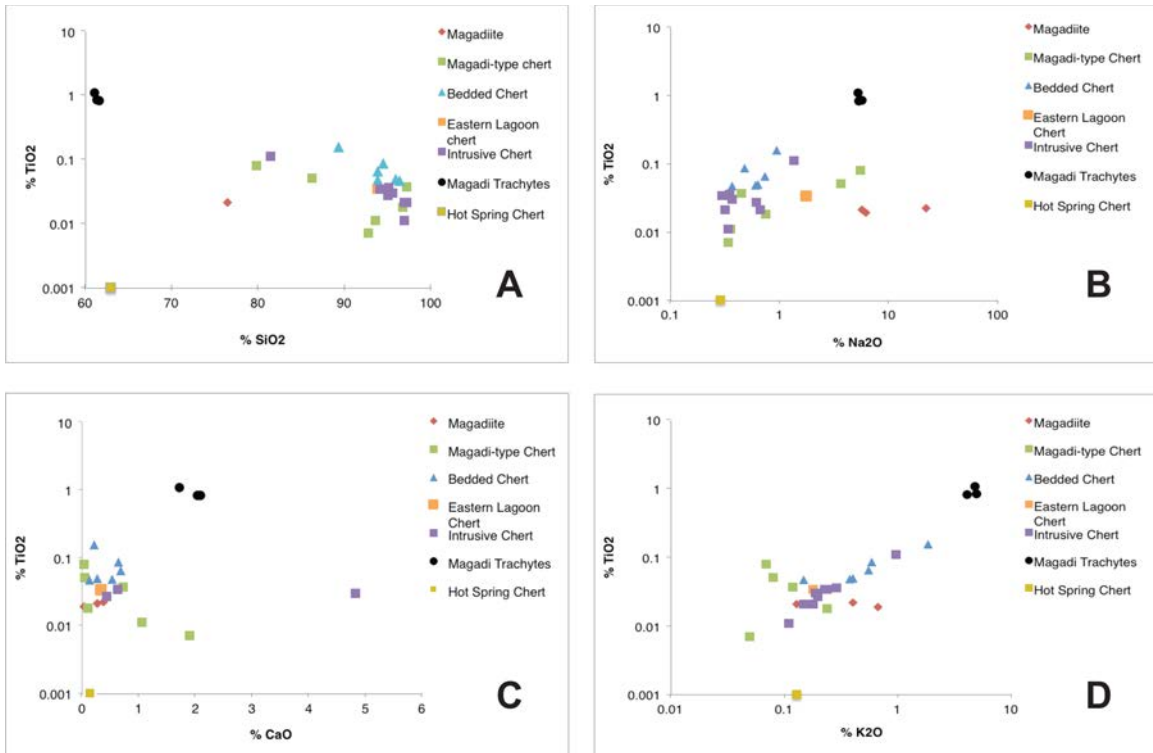 10
1
0.1
0.01
0.001
% TiO2
60 70 80 90 100
% SiO2
Magadiite
Magadi-type chert
Bedded Chert
Eastern Lagoon
chert
Intrusive Chert
Magadi Trachytes
Hot Spring Chert
A
10
1
0.1
0.01
0.001
% TiO2
0.1 1 10 100
% Na2O
Magadiite
Magadi-type Chert
Bedded Chert
Eastern Lagoon
Chert
Intrusive Chert
Magadi Trachytes
Hot Spring Chert
B
10
1
0.1
0.01
0.001
% TiO2
0 1 2 3 4 5 6
% CaO
Magadiite
Magadi-type Chert
Bedded Chert
Eastern Lagoon
Chert
Intrusive Chert
Magadi Trachytes
Hot Spring Chert
C
10
1
0.1
0.01
0.001
% TiO2
0.01 0.1 1 10
% K2O
Magadiite
Magadi-type Chert
Bedded Chert
Eastern Lagoon
Chert
Intrusive Chert
Magadi Trachytes
Hot Spring Chert
D